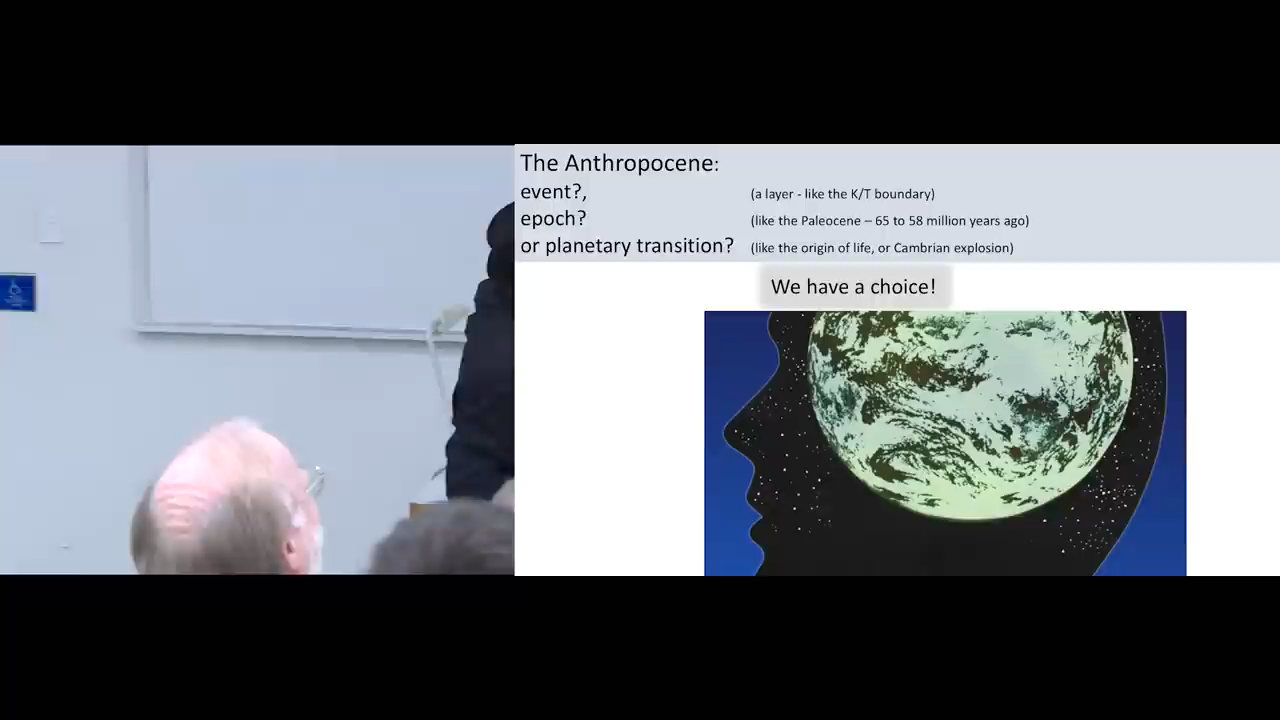 The Anthropocene:
event?, (a layer - like the K/T boundary)
epoch? (like the Paleocene – 65 to 58 million years ago)
or planetary transition? (like the origin of life, or Cambrian explosion)
We have a choice!